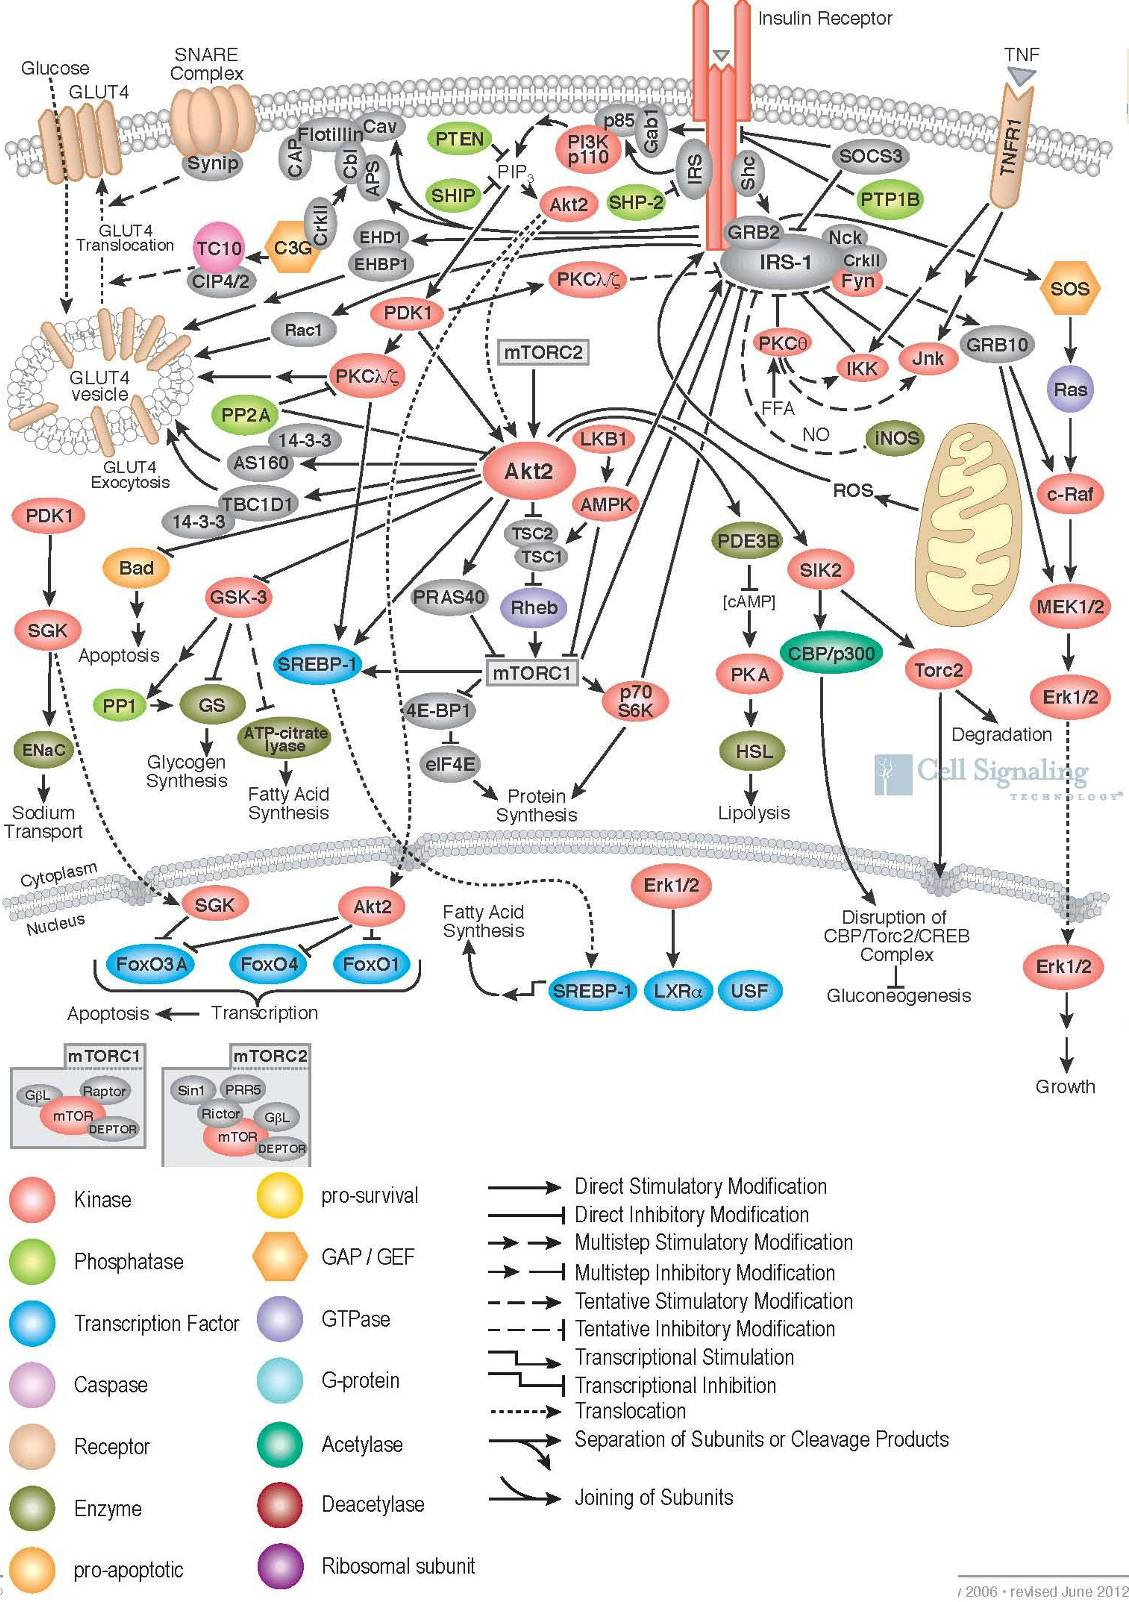 Insulin Receptor
SNARE
Complex
TNF
Glucose
GLUT4
Flotillin
Cav
CAP
Cbl
APS
PTEN
PI3K
p110
p85
Gab1
IRS
Shc
SOCS3
TNFR1
Synip
PIP3
SHIP
Akt2
SHP-2
PTP1B
GLUT4
Translocation
TC10
C3G
CrkII
EHD1
EHBP1
GRB2
IRS-1
Nck
CrkII
Fyn
SOS
CIP4/2
PKCλ/ζ
Rac1
PDK1
mTORC2
PKCθ
IKK
Jnk
GRB10
GLUT4
vesicle
PKCλ/ζ
Ras
PP2A
FFA
NO
iNOS
14-3-3
AS160
LKB1
Akt2
GLUT4
Exocytosis
TBC1D1
14-3-3
AMPK
ROS
c-Raf
PDK1
TSC2
TSC1
PDE3B
Bad
SIK2
GSK-3
PRAS40
Rheb
[cAMP]
MEK1/2
SGK
Apoptosis
SREBP-1
mTORC1
PKA
CBP/p300
Torc2
PP1
GS
4E-BP1
p70
S6K
Erk1/2
ENaC
ATP-citrate
lyase
Degradation
Glycogen
Synthesis
eIF4E
HSL
Cell Signaling
TECHNOLOGY®
Fatty Acid
Synthesis
Protein
Synthesis
Lipolysis
Sodium
Transport
Cytoplasm
Nucleus
SGK
Akt2
Erk1/2
Fatty Acid
Synthesis
Disruption of
CBP/Torc2/CREB
Complex
FoxO3A
FoxO4
FoxO1
Erk1/2
SREBP-1
LXRα
USF
Gluconeogenesis
Apoptosis
Transcription
Growth
mTORC1
GβL
Raptor
mTOR
DEPTOR
mTORC2
Sin1
PRR5
Rictor
GβL
mTOR
DEPTOR
Kinase
Phosphatase
Transcription Factor
Caspase
Receptor
Enzyme
pro-apoptotic
pro-survival
GAP / GEF
GTPase
G-protein
Acetylase
Deacetylase
Ribosomal subunit
Direct Stimulatory Modification
Direct Inhibitory Modification
Multistep Stimulatory Modification
Multistep Inhibitory Modification
Tentative Stimulatory Modification
Tentative Inhibitory Modification
Transcriptional Stimulation
Transcriptional Inhibition
Translocation
Separation of Subunits or Cleavage Products
Joining of Subunits
2006 • revised June 2012